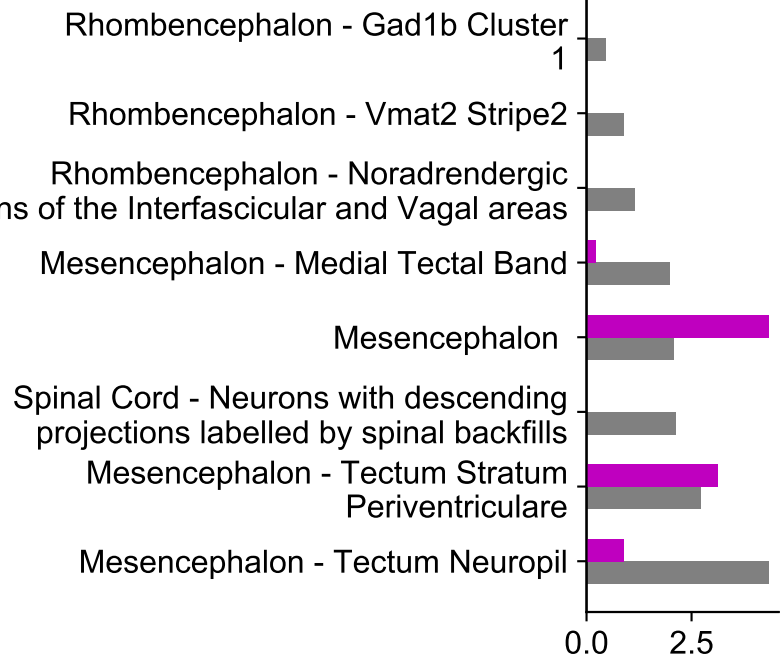 Rhombencephalon - Gad1b Cluster
1
Rhombencephalon - Vmat2 Stripe2
Rhombencephalon - Noradrendergic
of the Interfascicular and Vagal areas
Mesencephalon - Medial Tectal Band
Mesencephalon
Spinal Cord - Neurons with descending
projections labelled by spinal backfills
Mesencephalon - Tectum Stratum
Periventriculare
Mesencephalon - Tectum Neuropil
0.0 2.5